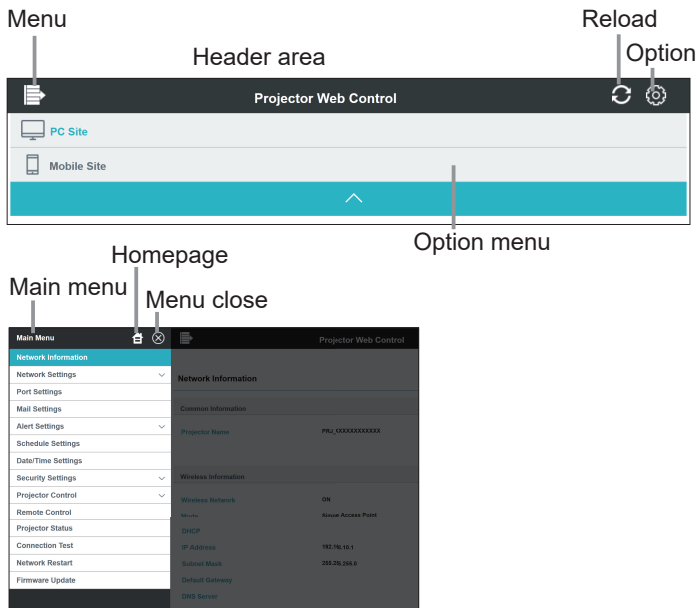 Menu
Reload
Header area
Option
Projector Web Control
PC Site
Mobile Site
Option menu
Homepage
Main menu
Menu close
Main Menu
Projector Web Control
Network Information
Network Settings
Network Information
Port Settings
Mail Settings
Common Information
Alert Settings
Projector Name PRJ_XXXXXXXXXXXX
Schedule Settings
Date/Time Settings
Security Settings
Wireless Information
Projector Control
Wireless Network ON
Remote Control
Mode Simple Access Point
Projector Status
DHCP
Connection Test
IP Address 192.168.10.1
Network Restart
Subnet Mask 255.255.255.0
Firmware Update
Default Gateway
DNS Server